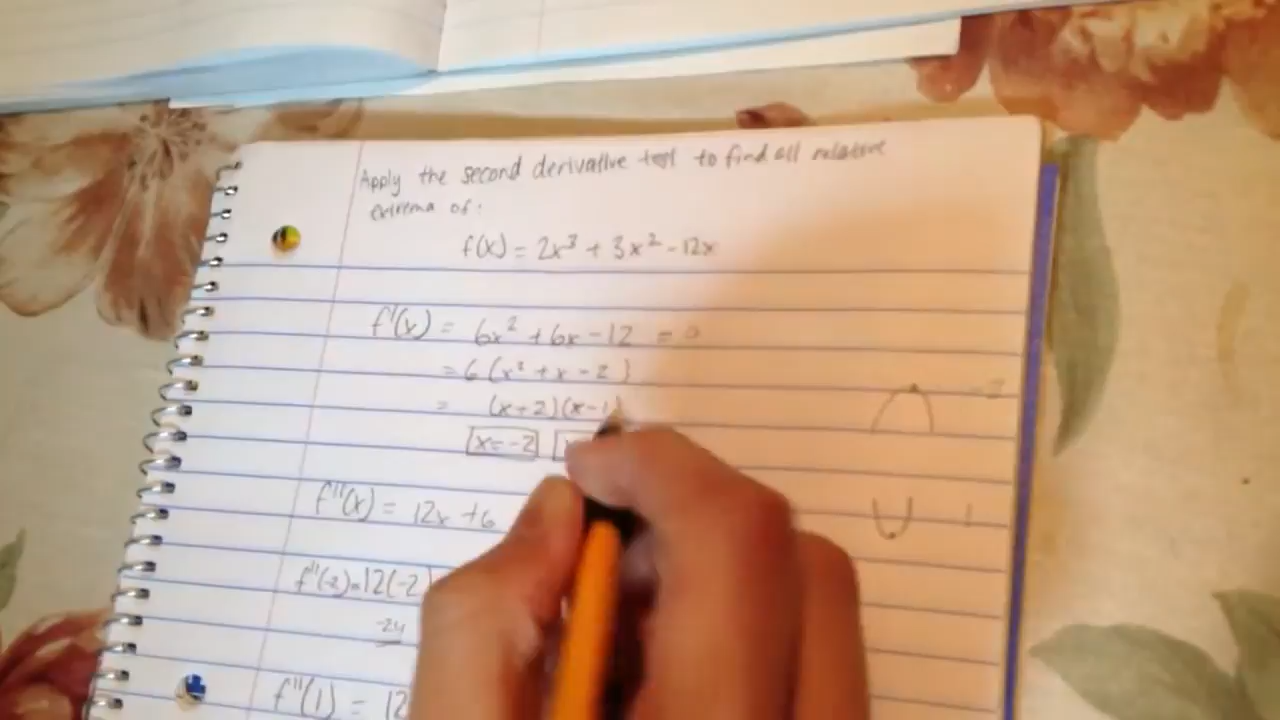 Apply the second derivative test to find all relative
extrema of:
f(x) = 2x³ + 3x² - 12x
f'(x) = 6x² + 6x - 12 = 0
= 6(x² + x - 2)
= (x+2)(x-1)
x = -2
f''(x) = 12x + 6
f''(-2) = 12(-2
-24
1
f''(1) = 12